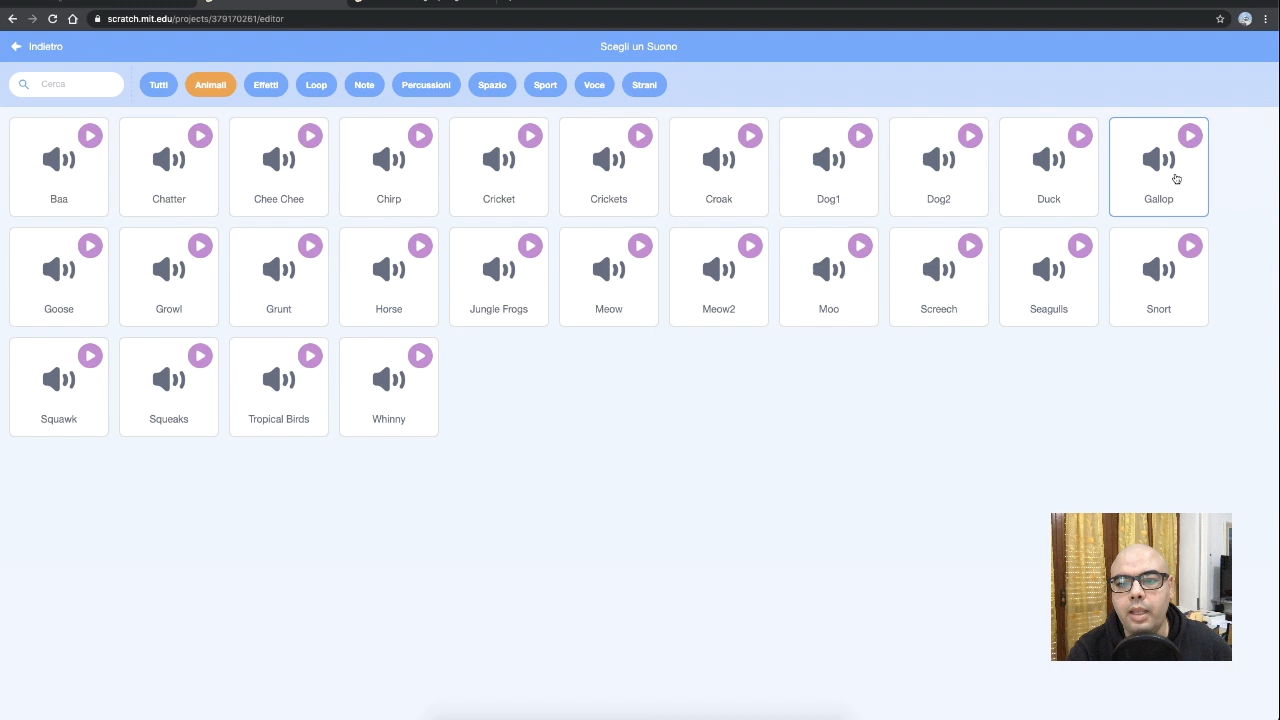 scratch.mit.edu/projects/379170261/editor
Indietro
Scegli un Suono
Cerca
Tutti
Animali
Effetti
Loop
Note
Percussioni
Spazio
Sport
Voce
Strani
Baa
Chatter
Chee Chee
Chirp
Cricket
Crickets
Croak
Dog1
Dog2
Duck
Gallop
Goose
Growl
Grunt
Horse
Jungle Frogs
Meow
Meow2
Moo
Screech
Seagulls
Snort
Squawk
Squeaks
Tropical Birds
Whinny